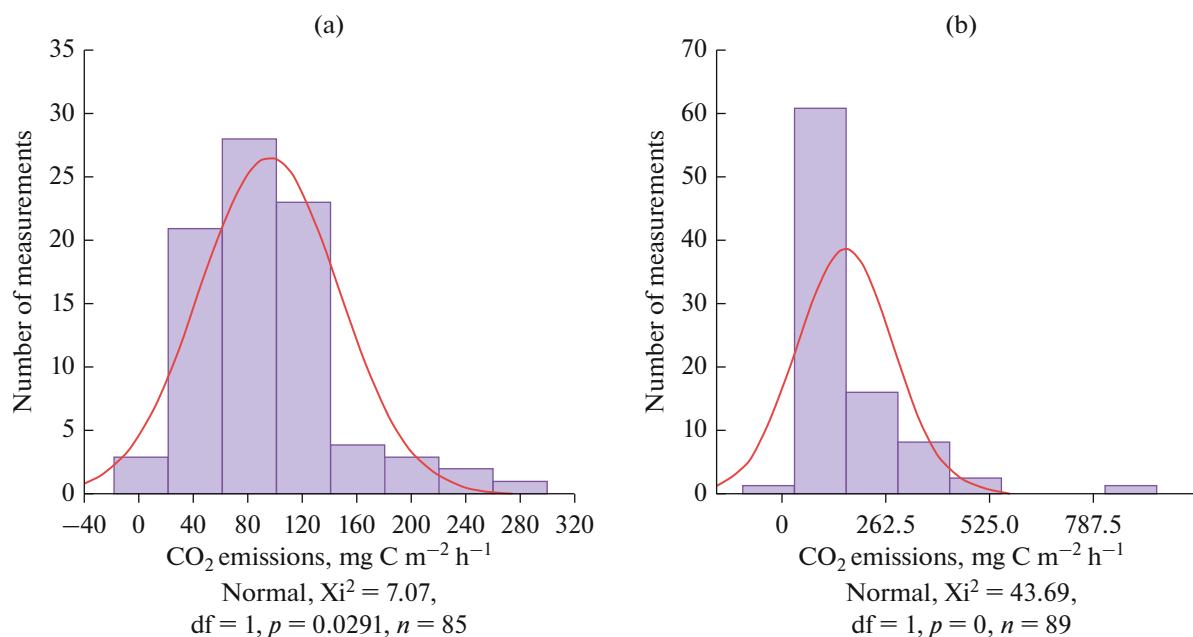 (a)
35
30
25
20
15
10
5
0
Number of measurements
−40 0 40 80 120 160 200 240 280 320
CO₂ emissions, mg C m⁻² h⁻¹
Normal, Xi² = 7.07,
df = 1, p = 0.0291, n = 85
(b)
70
60
50
40
30
20
10
0
Number of measurements
0 262.5 525.0 787.5
CO₂ emissions, mg C m⁻² h⁻¹
Normal, Xi² = 43.69,
df = 1, p = 0, n = 89